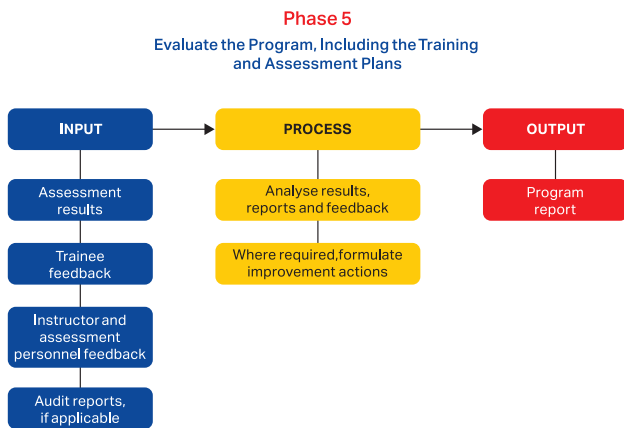 Phase 5
Evaluate the Program, Including the Training
and Assessment Plans
INPUT
PROCESS
OUTPUT
Assessment
results
Trainee
feedback
Instructor and
assessment
personnel feedback
Audit reports,
if applicable
Analyse results,
reports and feedback
Where required,formulate
improvement actions
Program
report